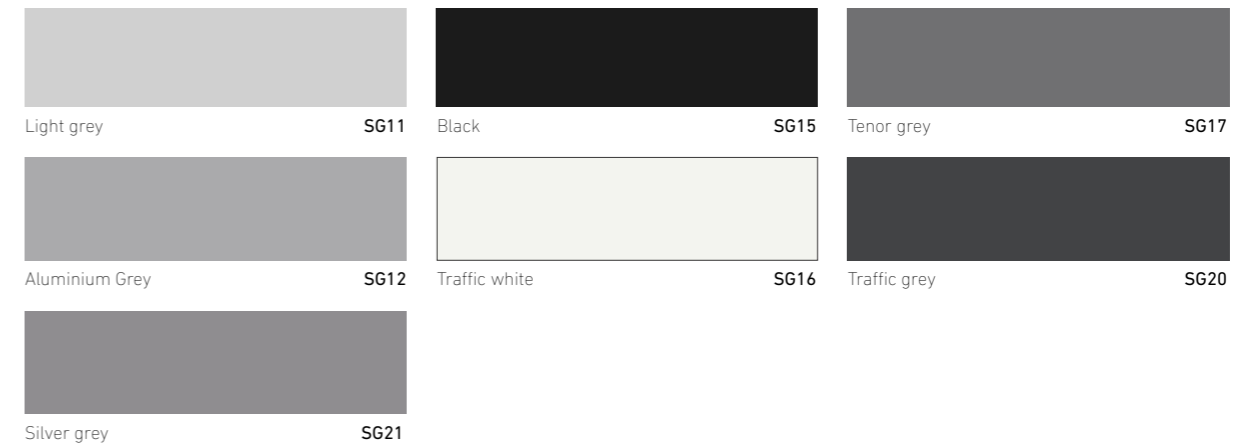 Light grey SG11
Black SG15
Tenor grey SG17
Aluminium Grey SG12
Traffic white SG16
Traffic grey SG20
Silver grey SG21